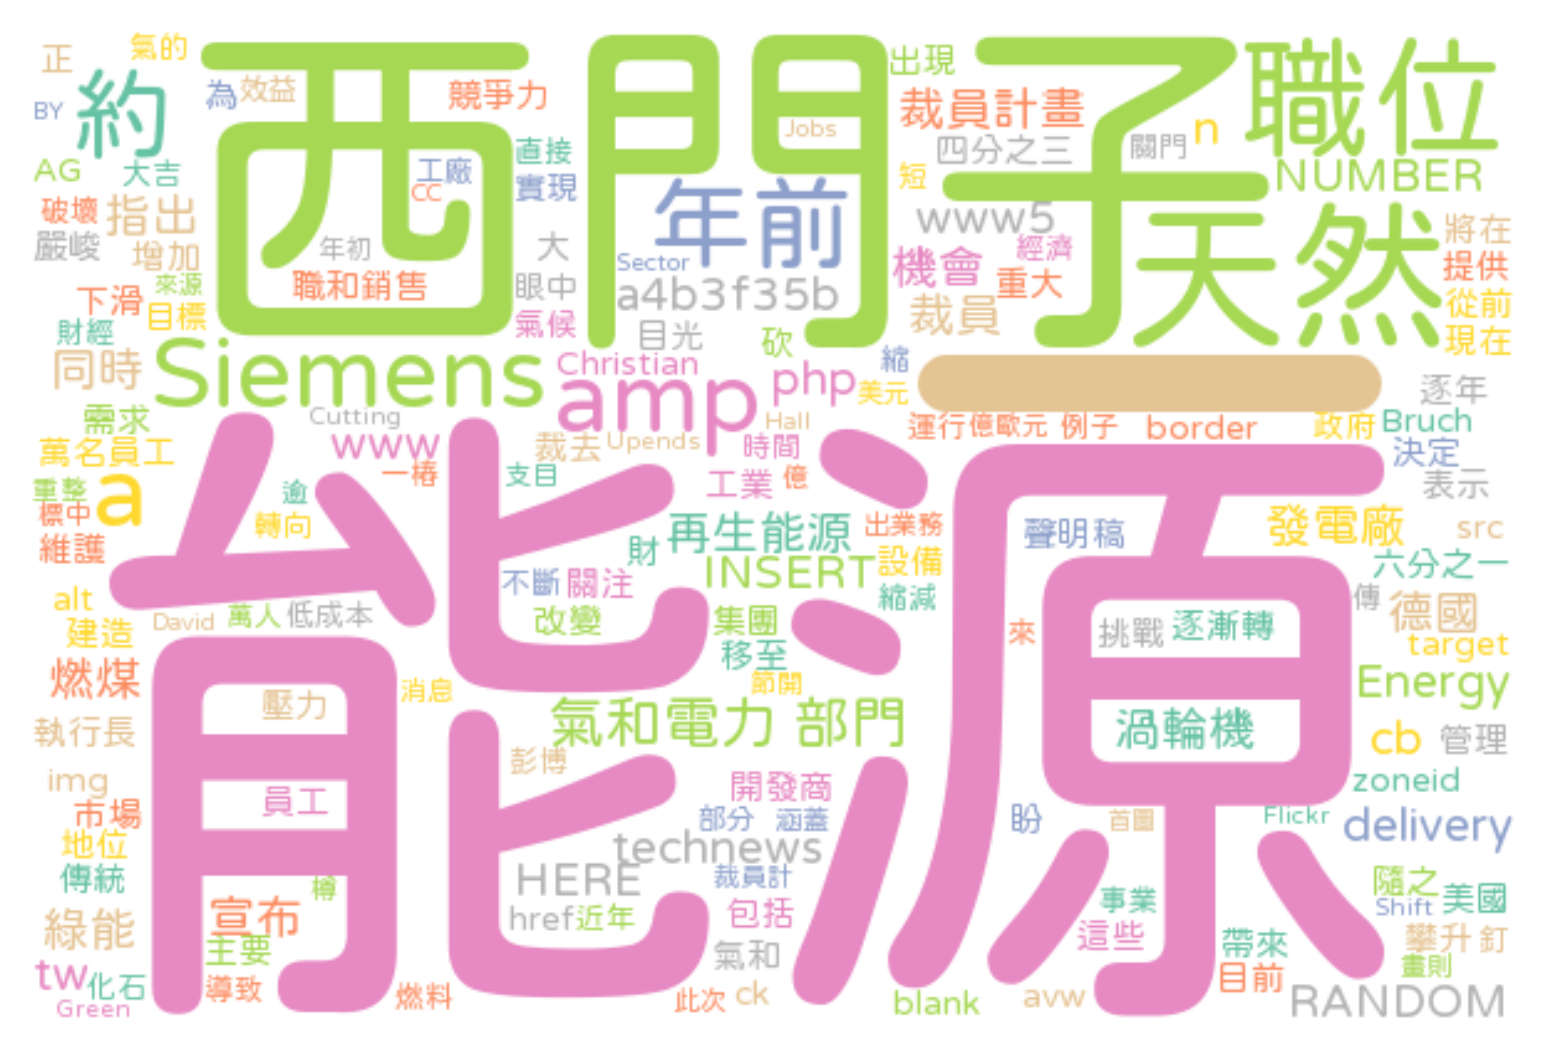 正
氣的
西門子
出現
職位
BY
約
為
效益
競爭力
Jobs
裁員計畫
n
AG
大吉
工廠
CC
直接
實現
四分之三
關門
短
NUMBER
破壞
指出
嚴峻
增加
年初
大
年前
www5
天然
將在
來源
職和銷售
眼中
Sector
機會
經濟
重大
提供
下滑
目標
財經
氣候
a4b3f35b
目光
裁員
從前
現在
同時
Siemens
Christian
砍
縮
amp
php
美元
一
逐年
需求
Cutting
Hall
運行
億歐元
例子
border
政府
Bruch
萬名員工
www
裁去
Upends
時間
決定
一樁
支目
工業
億
表示
重整
標中
a
逾
能源
轉向
維護
再生能源
出業務
聲明稿
發電廠
src
財
不斷
關注
INSERT
設備
六分之一
alt
David
萬人
低成本
改變
集團
縮減
傳
德國
建造
移至
來
挑戰
逐漸轉
target
燃煤
壓力
消息
節開
Energy
執行長
氣和電力
部門
渦輪機
cb
管理
img
彭博
員工
開發商
zoneid
市場
部分
涵蓋
盼
首圖
Flickr
delivery
地位
technews
傳統
樽
HERE
裁員計
隨之
Shift
美國
綠能
宣布
href
近年
包括
事業
這些
主要
氣和
帶來
攀升
釘
tw
化石
導致
燃料
此次
ck
目前
畫則
Green
blank
avw
RANDOM